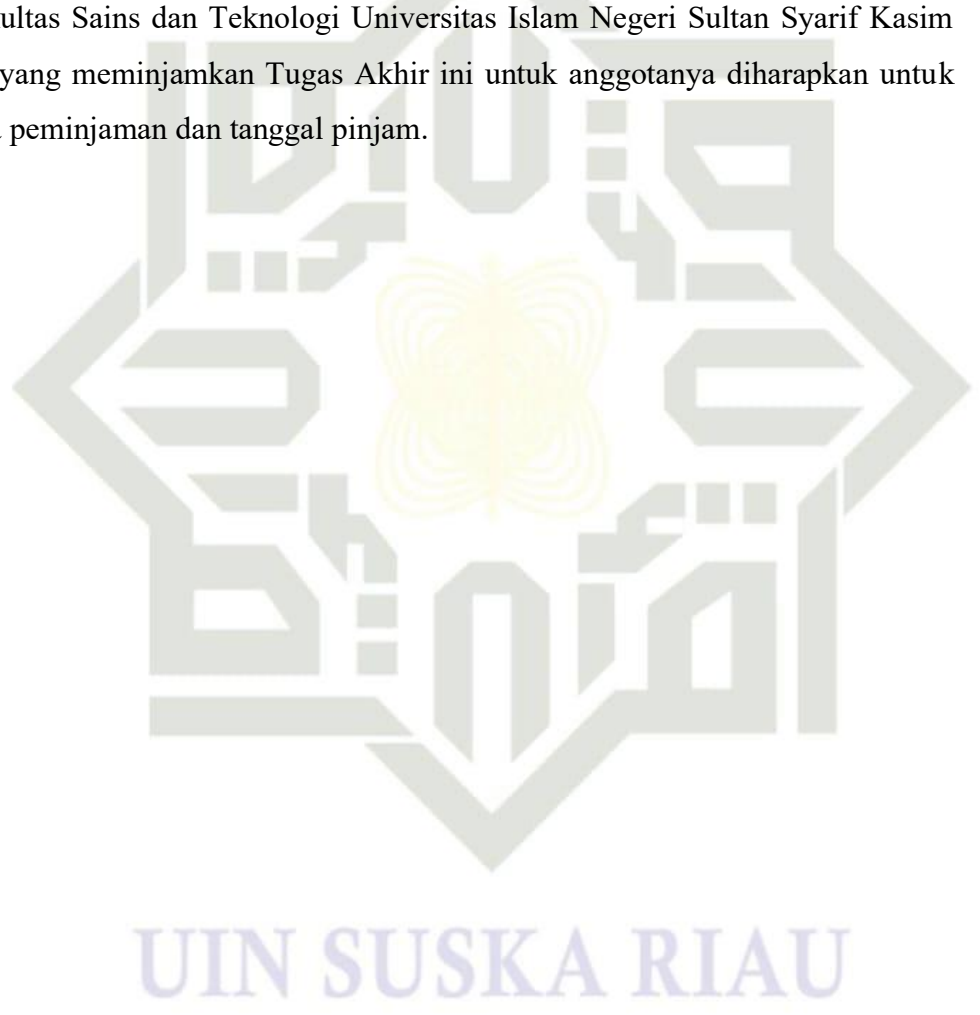 ultas Sains dan Teknologi Universitas Islam Negeri Sultan Syarif Kasim
yang meminjamkan Tugas Akhir ini untuk anggotanya diharapkan untuk
peminjaman dan tanggal pinjam.
UIN SUSKA RIAU